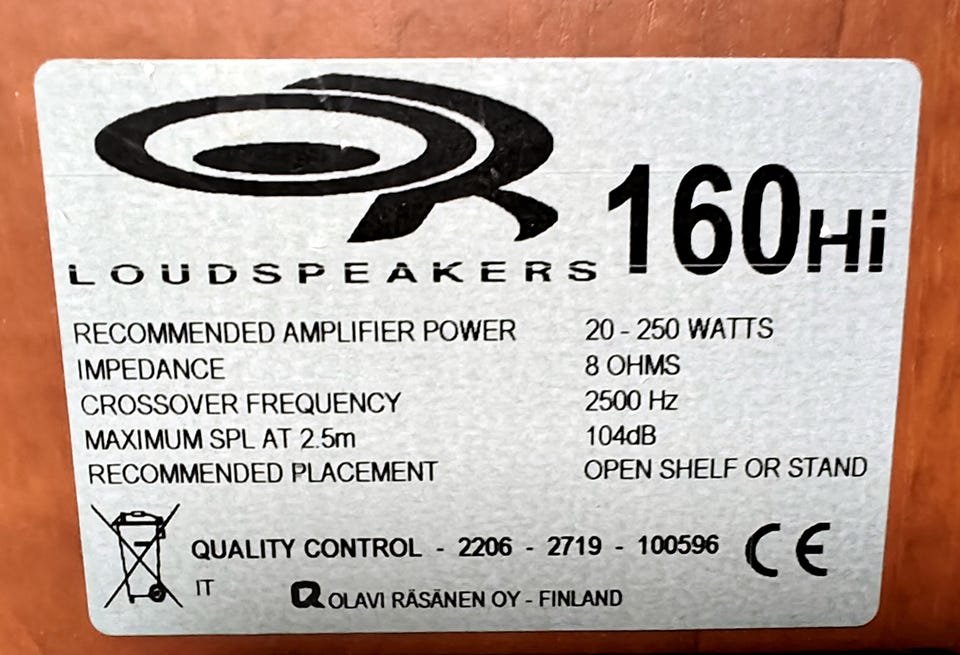 OR
LOUDSPEAKERS 160Hi
RECOMMENDED AMPLIFIER POWER 20 - 250 WATTS
IMPEDANCE 8 OHMS
CROSSOVER FREQUENCY 2500 Hz
MAXIMUM SPL AT 2.5m 104dB
RECOMMENDED PLACEMENT OPEN SHELF OR STAND
QUALITY CONTROL - 2206 - 2719 - 100596 CE
IT
R OLAVI RÄSÄNEN OY - FINLAND